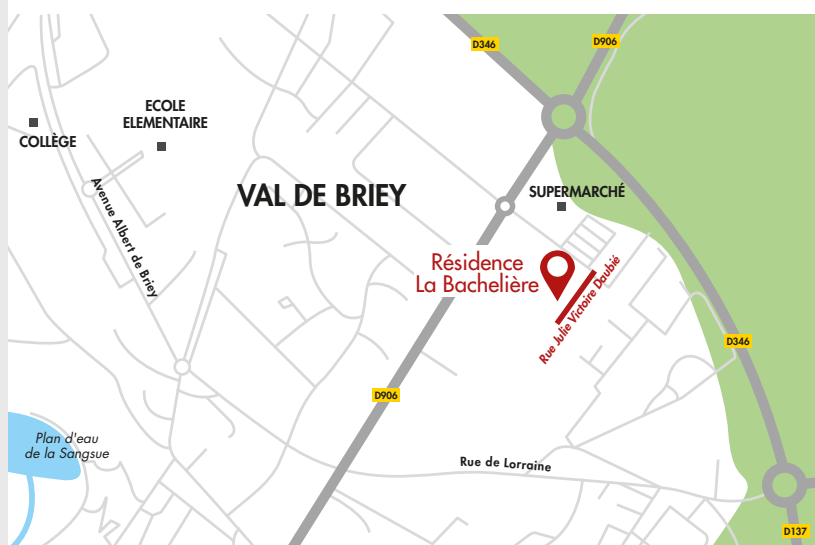 D346
D906
ECOLE
ELEMENTAIRE
COLLÈGE
Avenue Albert de Briey
VAL DE BRIEY
SUPERMARCHÉ
Résidence
La Bachelière
Rue Julie Victoire Daubié
D346
D906
Plan d'eau
de la Sangsue
Rue de Lorraine
D137